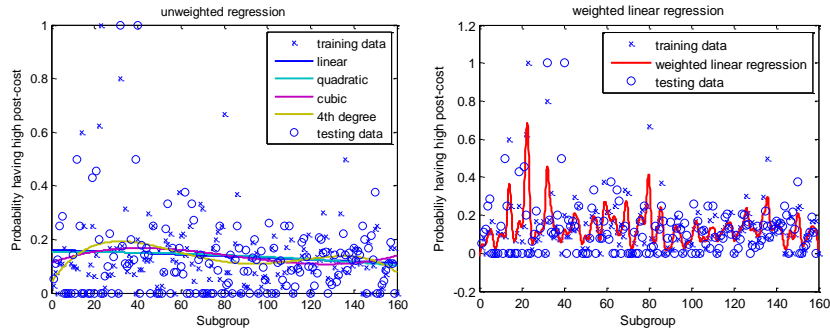 unweighted regression
Probability having high post-cost
1
0.8
0.6
0.4
0.2
0
0 20 40 60 80 100 120 140 160
Subgroup
training data
linear
quadratic
cubic
4th degree
testing data
weighted linear regression
Probability having high post-cost
1.2
1
0.8
0.6
0.4
0.2
0
-0.2
0 20 40 60 80 100 120 140 160
Subgroup
training data
weighted linear regression
testing data